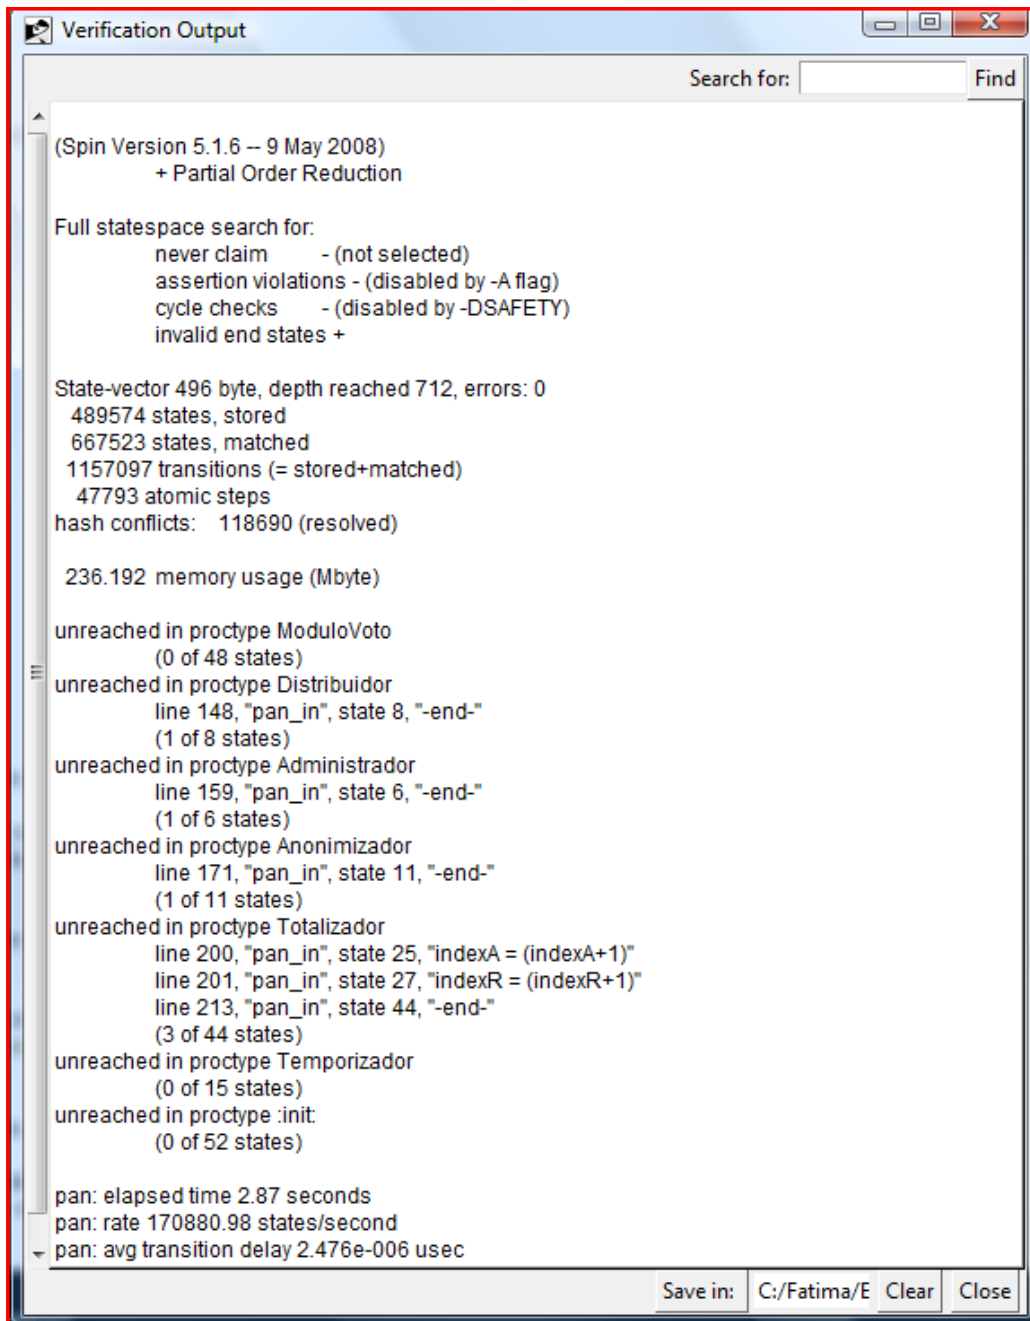 Verification Output
Search for: Find
(Spin Version 5.1.6 -- 9 May 2008)
+ Partial Order Reduction
Full statespace search for:
never claim - (not selected)
assertion violations - (disabled by -A flag)
cycle checks - (disabled by -DSAFETY)
invalid end states +
State-vector 496 byte, depth reached 712, errors: 0
489574 states, stored
667523 states, matched
1157097 transitions (= stored+matched)
47793 atomic steps
hash conflicts: 118690 (resolved)
236.192 memory usage (Mbyte)
unreached in proctype ModuloVoto
(0 of 48 states)
unreached in proctype Distribuidor
line 148, "pan_in", state 8, "-end-"
(1 of 8 states)
unreached in proctype Administrador
line 159, "pan_in", state 6, "-end-"
(1 of 6 states)
unreached in proctype Anonimizador
line 171, "pan_in", state 11, "-end-"
(1 of 11 states)
unreached in proctype Totalizador
line 200, "pan_in", state 25, "indexA = (indexA+1)"
line 201, "pan_in", state 27, "indexR = (indexR+1)"
line 213, "pan_in", state 44, "-end-"
(3 of 44 states)
unreached in proctype Temporizador
(0 of 15 states)
unreached in proctype :init:
(0 of 52 states)
pan: elapsed time 2.87 seconds
pan: rate 170880.98 states/second
pan: avg transition delay 2.476e-006 usec
Save in: C:/Fatima/E Clear Close